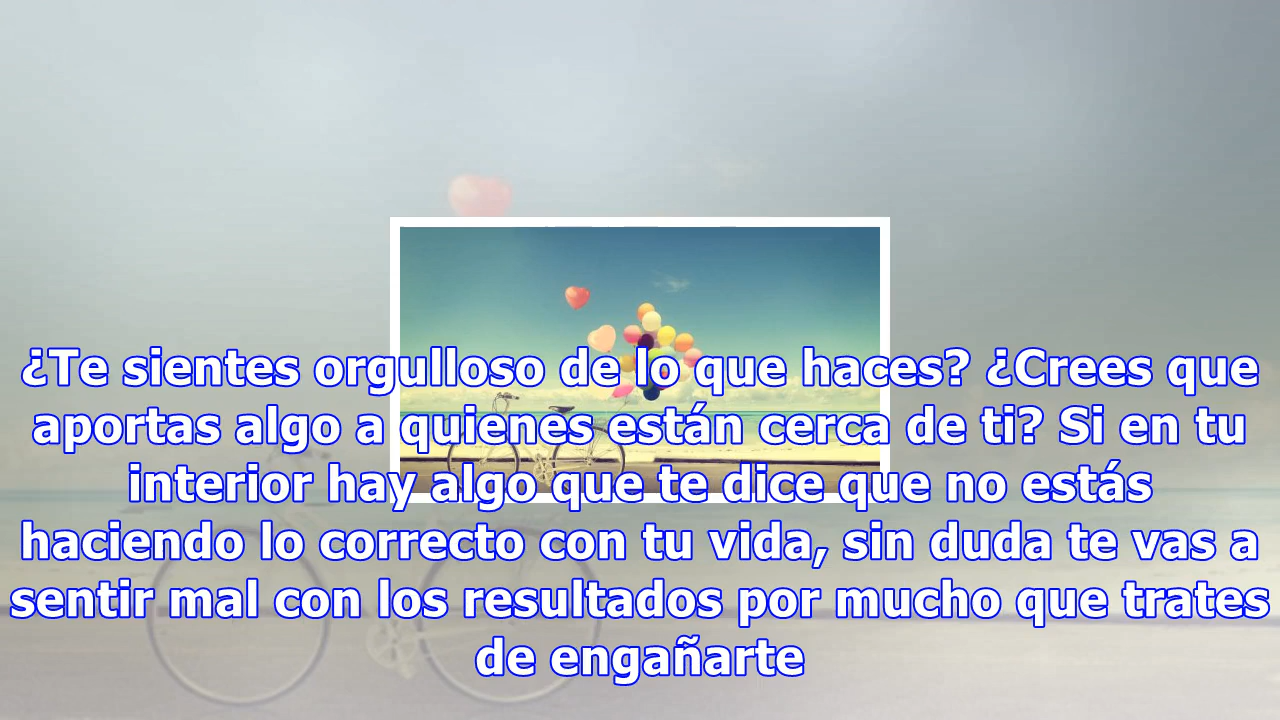 ¿Te sientes orgulloso de lo que haces? ¿Crees que
aportas algo a quienes están cerca de ti? Si en tu
interior hay algo que te dice que no estás
haciendo lo correcto con tu vida, sin duda te vas a
sentir mal con los resultados por mucho que trates
de engañarte